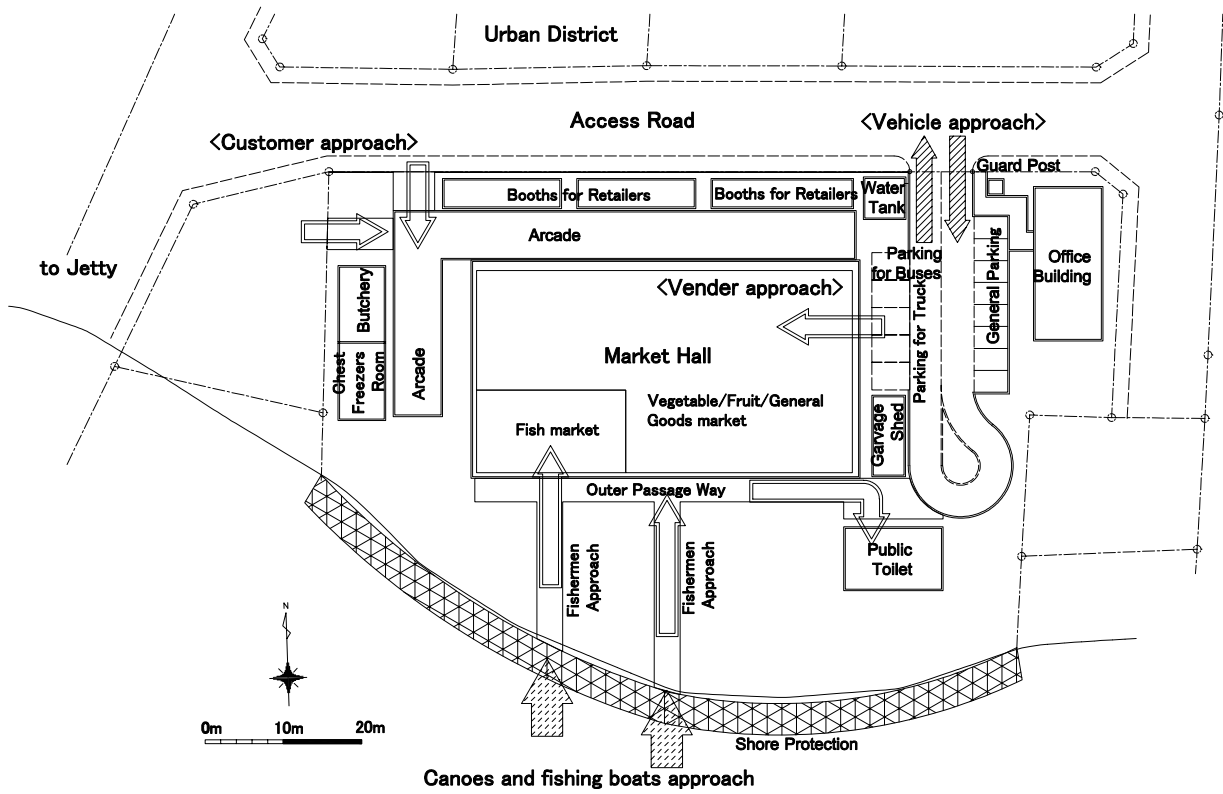 Urban District
Access Road
<Customer approach>
<Vehicle approach>
Guard Post
Booths for Retailers
Booths for Retailers
Water
Tank
Arcade
to Jetty
Parking
for Buses
Office
Building
General Parking
Parking for Truck
<Vender approach>
Butchery
Chest
Freezers
Room
Arcade
Market Hall
Vegetable/Fruit/General
Goods market
Fish market
Garvage
Shed
Outer Passage Way
Public
Toilet
Fishermen
Approach
Fishermen
Approach
N
0m 10m 20m
Shore Protection
Canoes and fishing boats approach